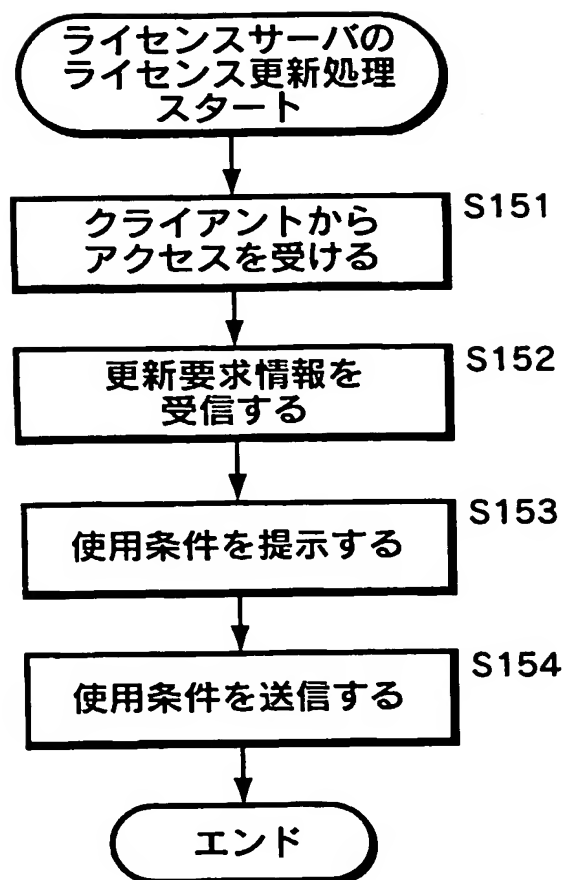 ライセンスサーバの
ライセンス更新処理
スタート
S151
クライアントから
アクセスを受ける
S152
更新要求情報を
受信する
S153
使用条件を提示する
S154
使用条件を送信する
エンド